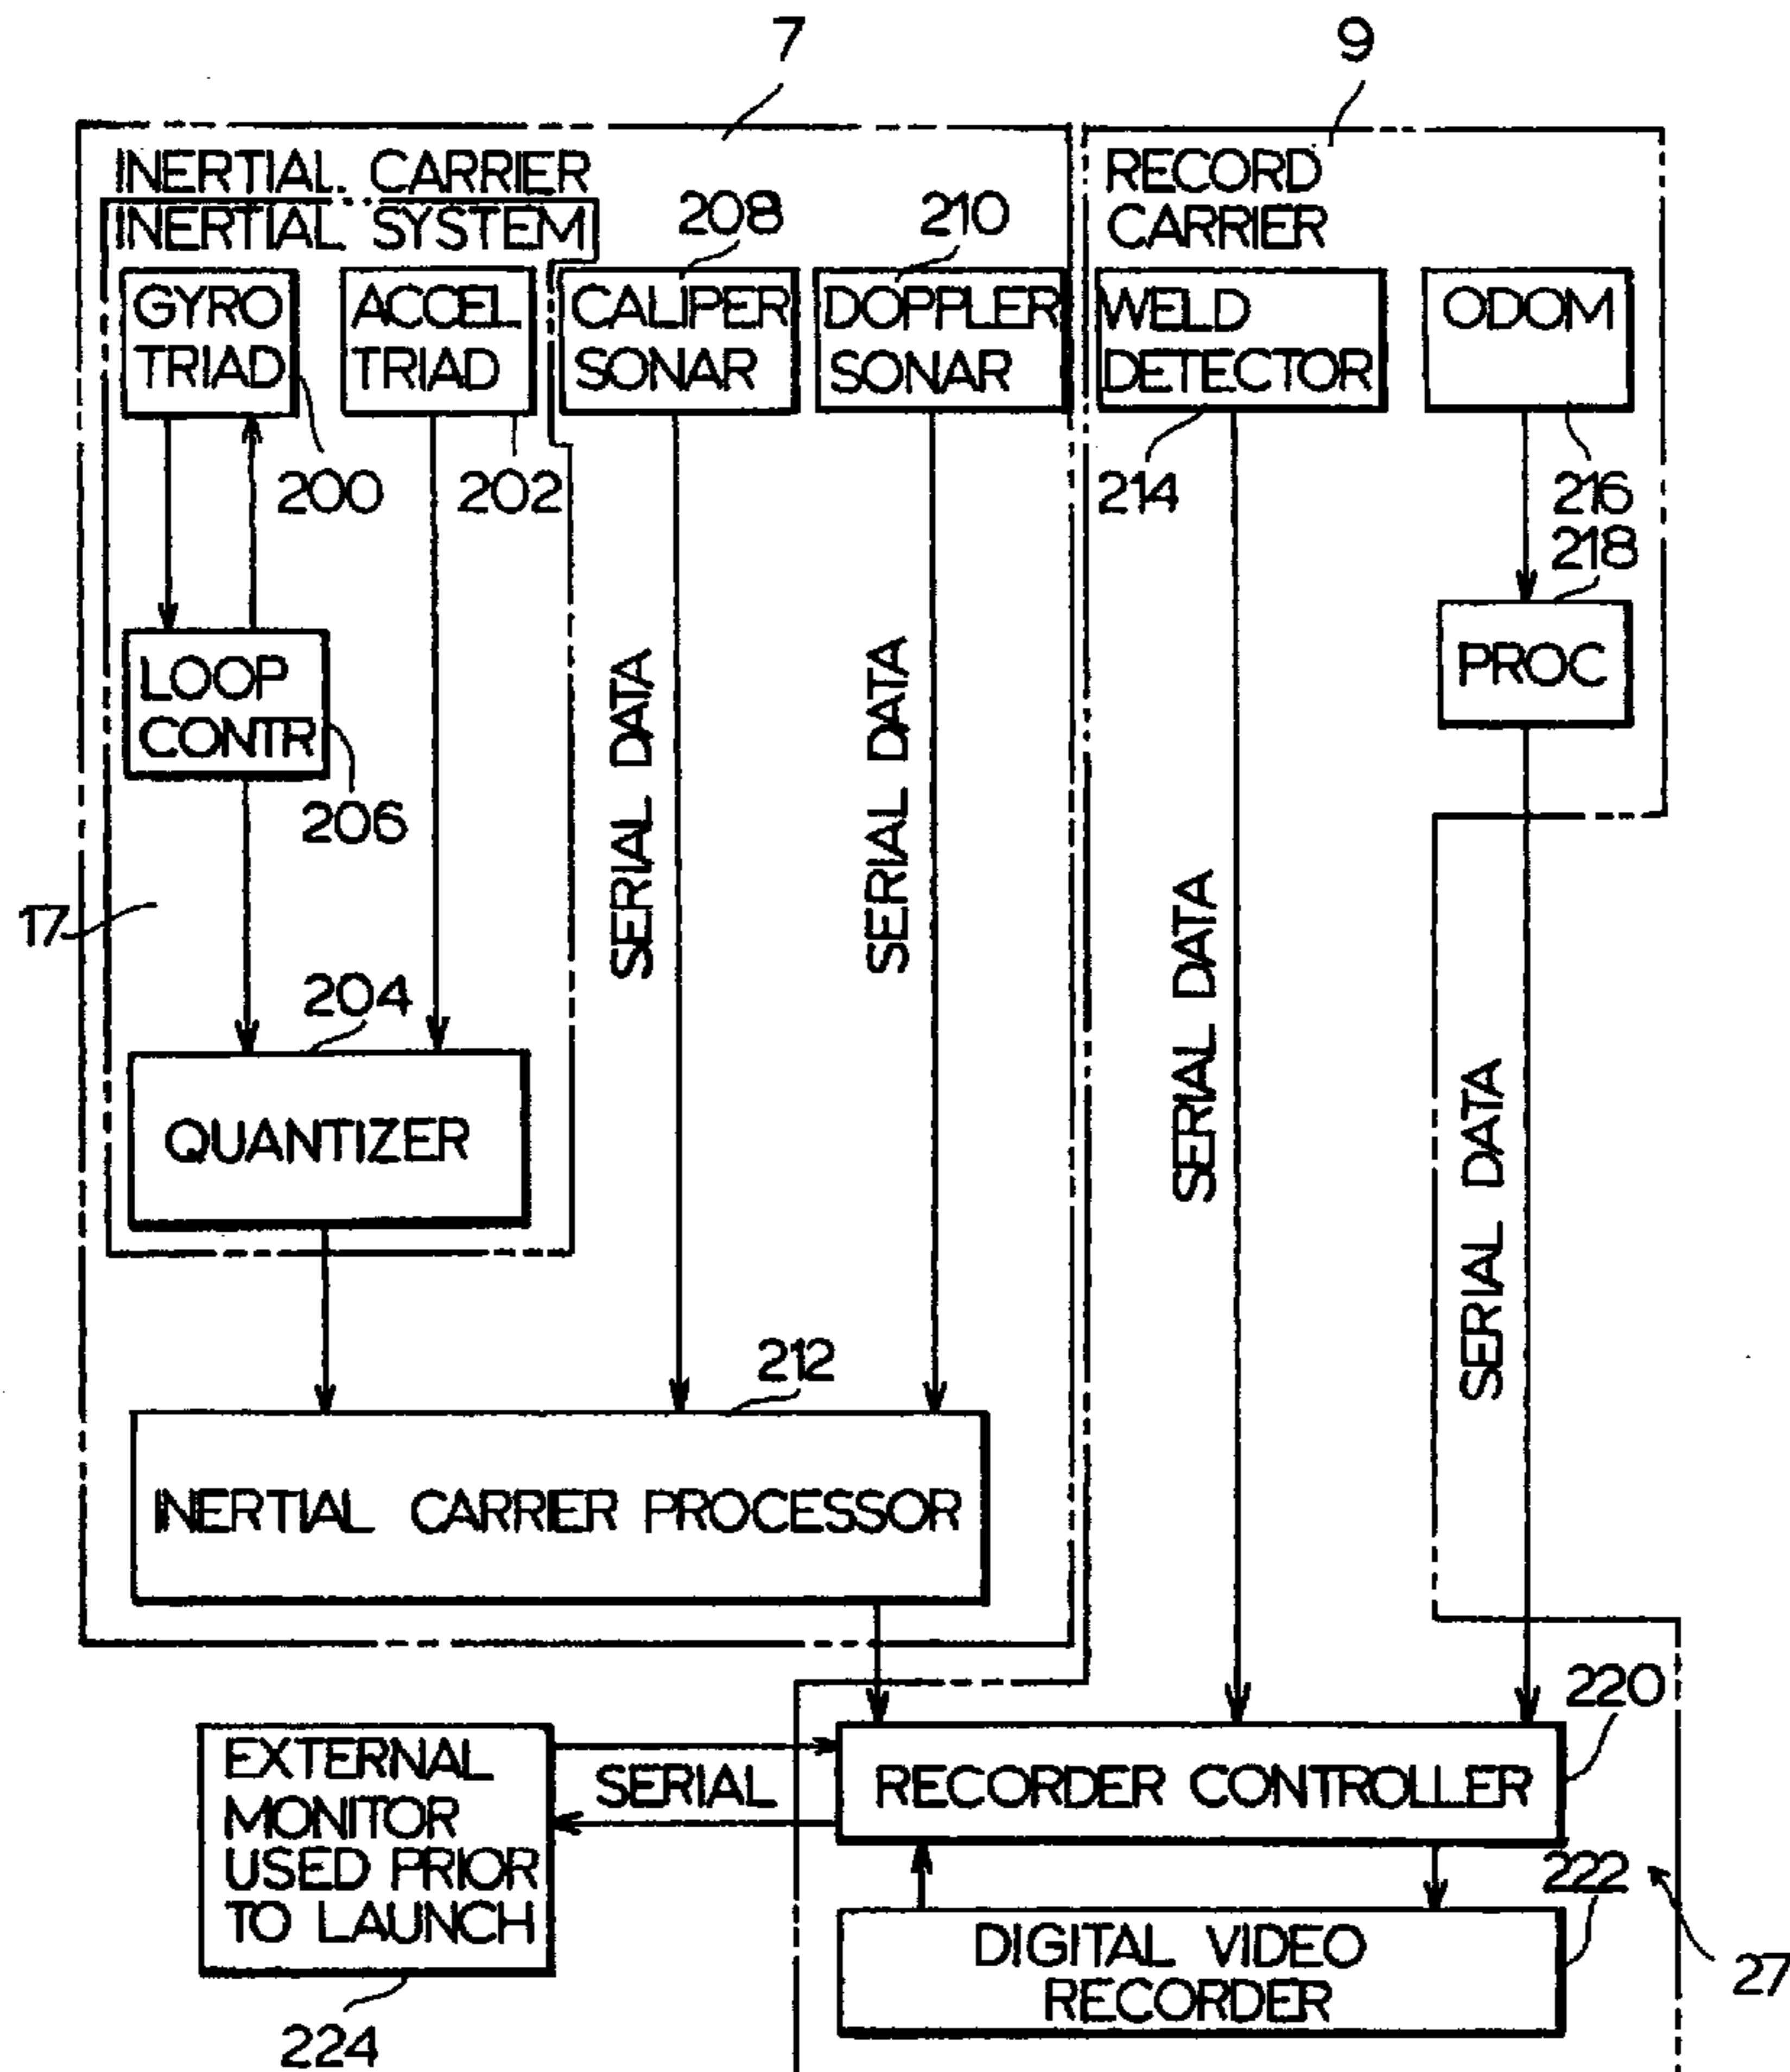 7
9
INERTIAL CARRIER
INERTIAL SYSTEM
208
210
RECORD
CARRIER
GYRO
TRIAD
ACCEL
TRIAD
CALIPER
SONAR
DOPPLER
SONAR
WELD
DETECTOR
ODOM
200
202
214
216
218
LOOP
CONTR
PROC
206
SERIAL DATA
SERIAL DATA
SERIAL DATA
SERIAL DATA
17
204
QUANTIZER
212
INERTIAL CARRIER PROCESSOR
220
EXTERNAL
MONITOR
USED PRIOR
TO LAUNCH
SERIAL
RECORDER CONTROLLER
222
DIGITAL VIDEO
RECORDER
27
224